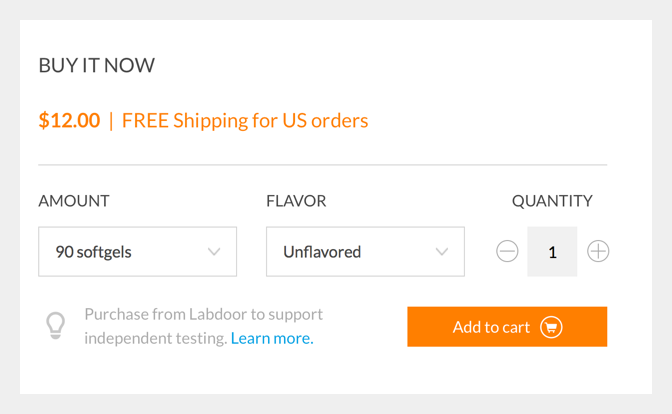 BUY IT NOW
$12.00 | FREE Shipping for US orders
AMOUNT FLAVOR QUANTITY
90 softgels Unflavored 1
Purchase from Labdoor to support
independent testing. Learn more.
Add to cart